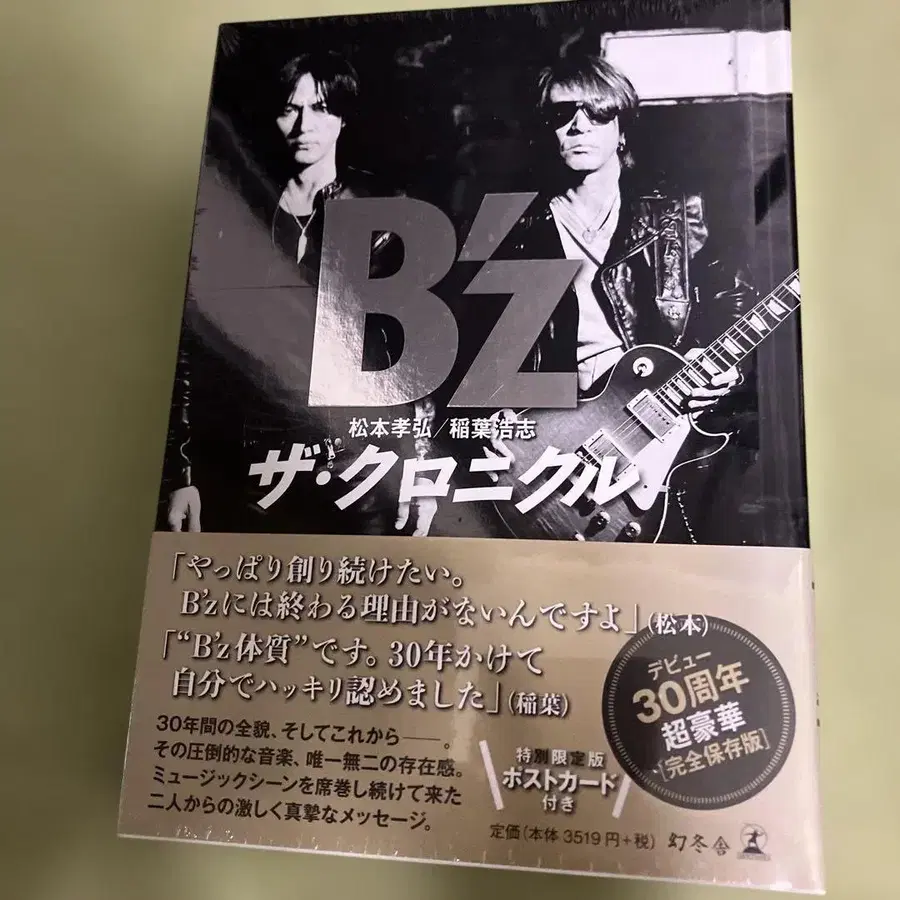 B'z
松本孝弘／稲葉浩志
ザ・クロニクル
「やっぱり創り続けたい。
B'zには終わる理由がないんですよ」(松本)
「“B'z体質”です。30年かけて
自分でハッキリ認めました」(稲葉)
30年間の全貌、そしてこれから――。
その圧倒的な音楽、唯一無二の存在感。
ミュージックシーンを席巻し続けて来た
二人からの激しく真摯なメッセージ。
デビュー
30周年
超豪華
[完全保存版]
特別限定版
ポストカード
付き
定価(本体3519円+税)
幻冬舎